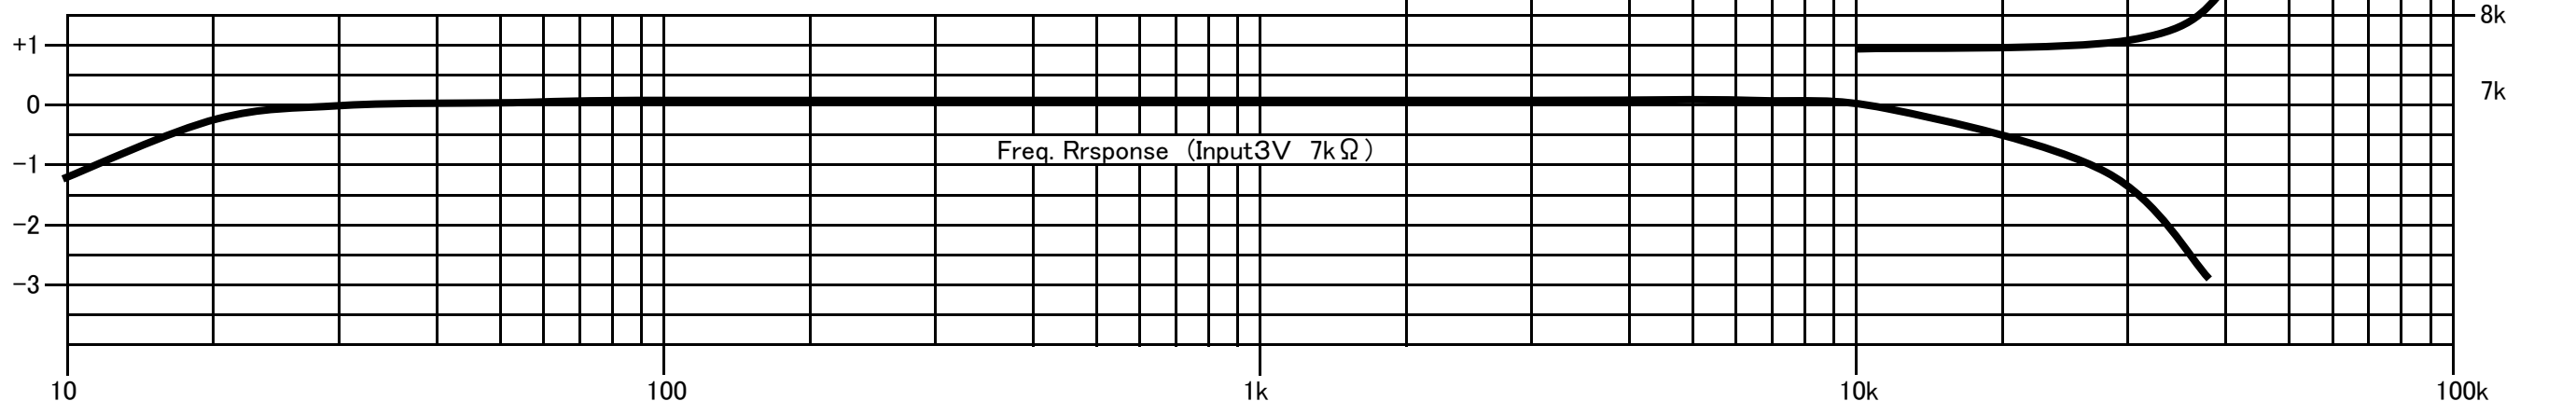 8k
+1
7k
0
Freq. Rrsponse (Input3V 7kΩ)
−1
−2
−3
10 100 1k 10k 100k